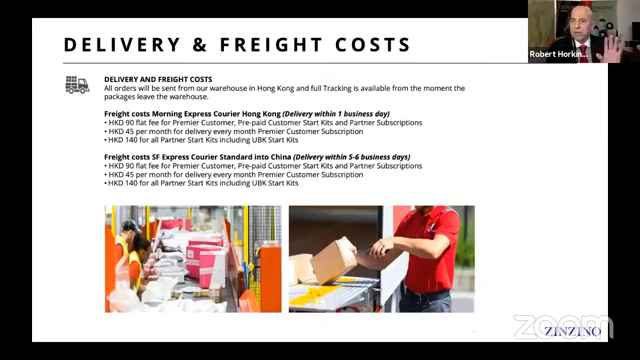 DELIVERY & FREIGHT COSTS
DELIVERY AND FREIGHT COSTS
All orders will be sent from our warehouse in Hong Kong and full Tracking is available from the moment the
packages leave the warehouse.
Freight costs Morning Express Courier Hong Kong (Delivery within 1 business day)
• HKD 90 flat fee for Premier Customer, Pre-paid Customer Start Kits and Partner Subscriptions
• HKD 45 per month for delivery every month Premier Customer Subscription
• HKD 140 for all Partner Start Kits including UBK Start Kits
Freight costs SF Express Courier Standard into China (Delivery within 5-6 business days)
• HKD 90 flat fee for Premier Customer, Pre-paid Customer Start Kits and Partner Subscriptions
• HKD 45 per month for delivery every month Premier Customer Subscription
• HKD 140 for all Partner Start Kits including UBK Start Kits
Robert Horkin...
zoom
ZINZINO